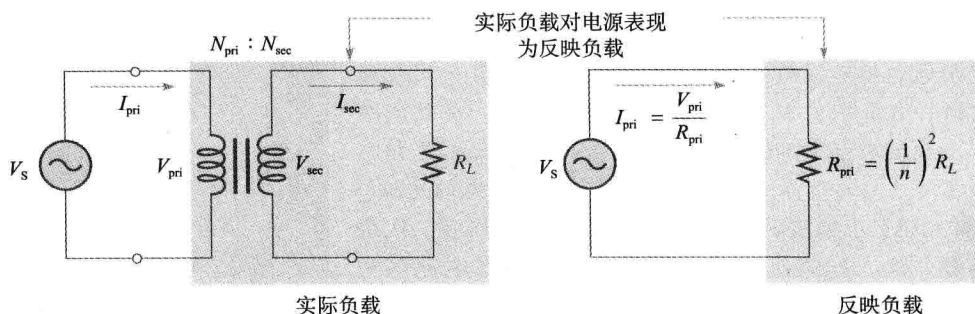 实际负载对电源表现
为反映负载
N_pri : N_sec
I_pri
I_sec
V_S
V_pri
V_sec
R_L
实际负载
I_pri = V_pri / R_pri
V_S
R_pri = (1/n)^2 R_L
反映负载